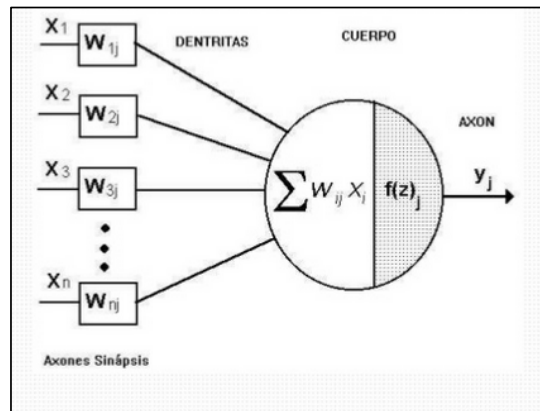 X1
W1j
DENTRITAS
CUERPO
X2
W2j
AXON
X3
W3j
∑ Wij Xi
f(z)j
yj
Xn
Wnj
Axones Sinápsis